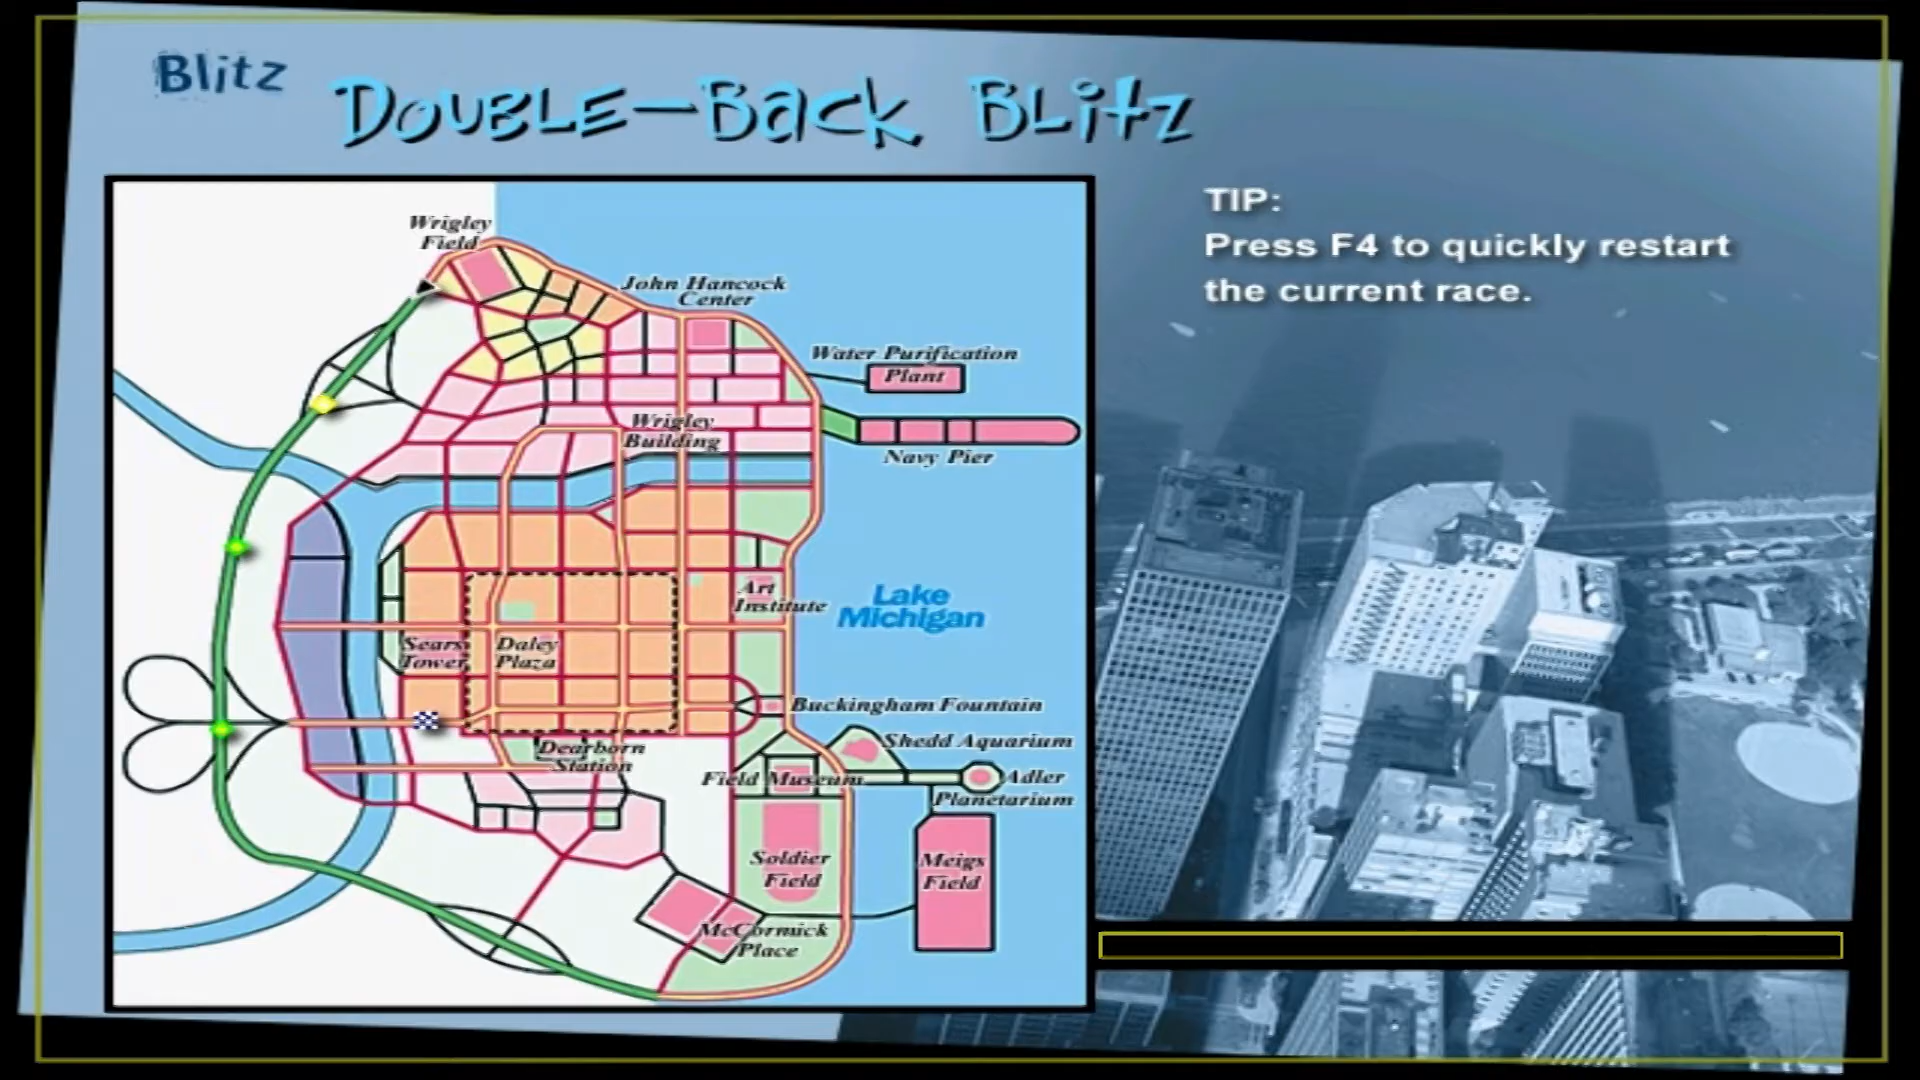 Blitz
Double-Back Blitz
TIP:
Press F4 to quickly restart
the current race.
Wrigley
Field
John Hancock
Center
Water Purification
Plant
Wrigley
Building
Navy Pier
Art
Institute
Lake
Michigan
Sears
Tower
Daley
Plaza
Buckingham Fountain
Dearborn
Station
Shedd Aquarium
Field Museum
Adler
Planetarium
Soldier
Field
Meigs
Field
McCormick
Place